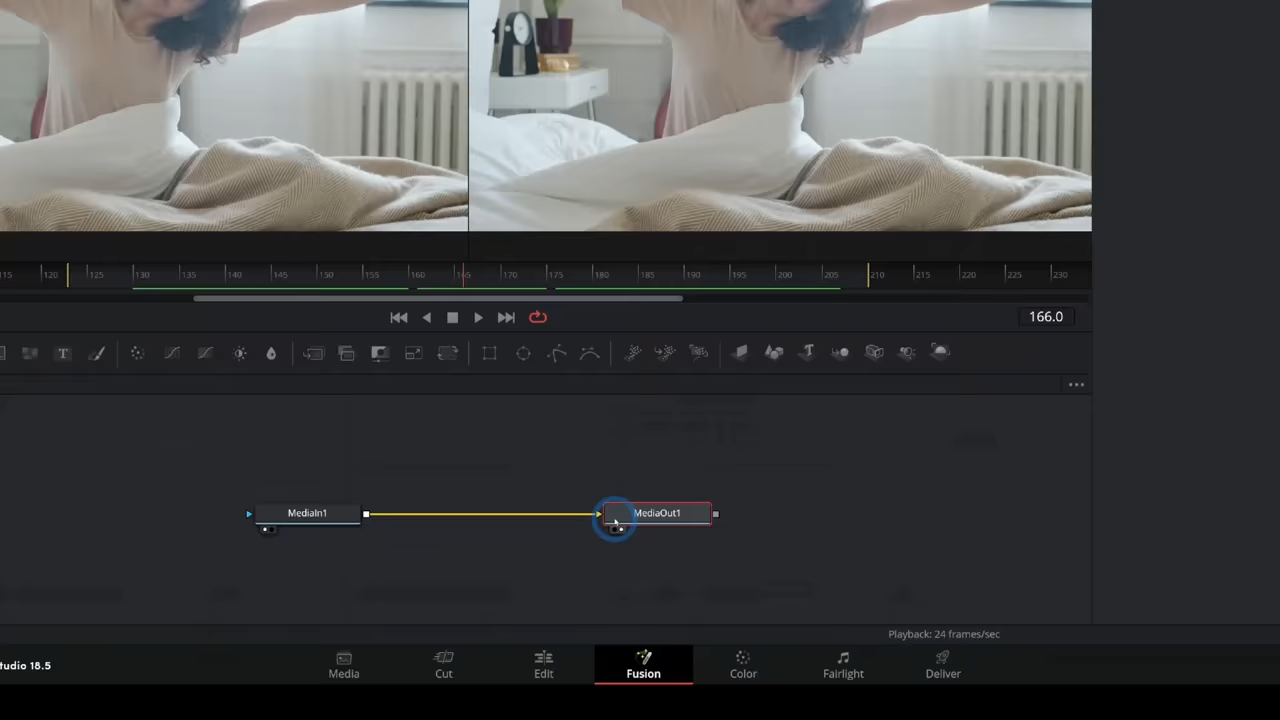 115 120 125 130 135 140 145 150 155 160 165 170 175 180 185 190 195 200 205 210 215 220 225 230
166.0
T
MediaIn1
MediaOut1
Playback: 24 frames/sec
tudio 18.5
Media Cut Edit Fusion Color Fairlight Deliver